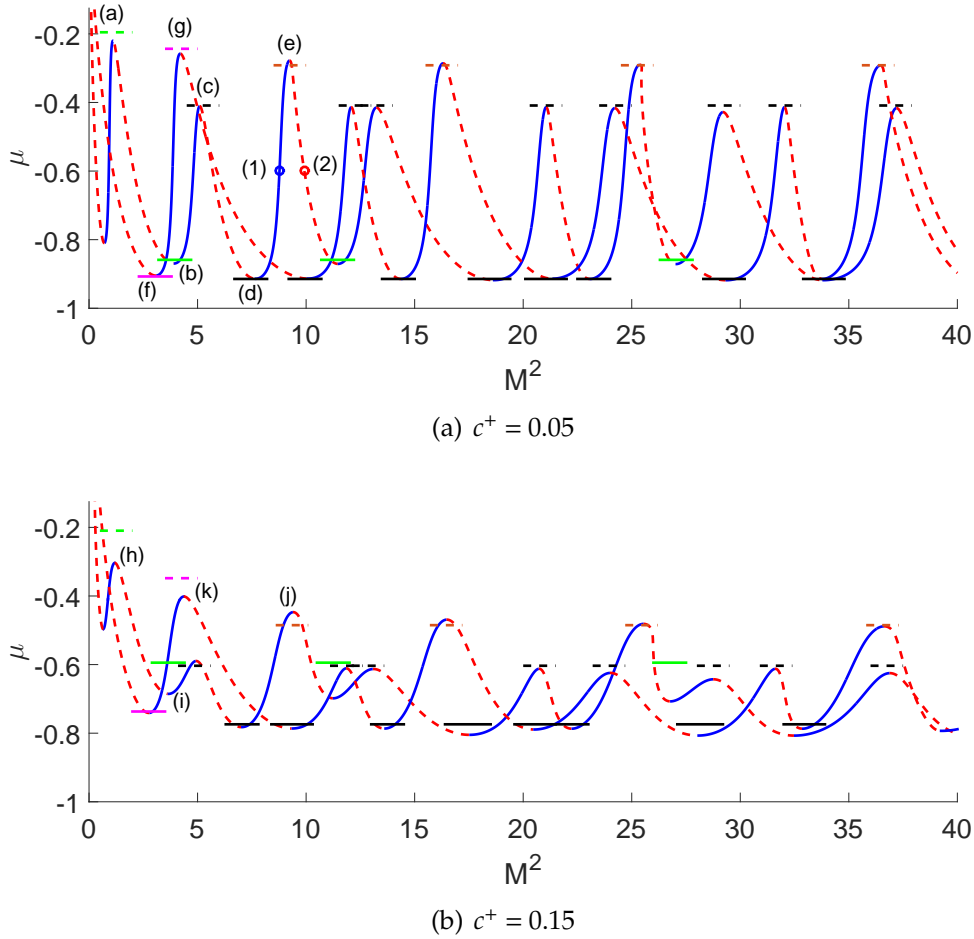 (a)
(g)
(e)
-0.2
(c)
-0.4
μ
(1)
(2)
-0.6
-0.8
(b)
(f)
(d)
-1
0 5 10 15 20 25 30 35 40
M²
(a) c⁺ = 0.05
-0.2
(h)
(k)
(j)
-0.4
μ
-0.6
(i)
-0.8
-1
0 5 10 15 20 25 30 35 40
M²
(b) c⁺ = 0.15